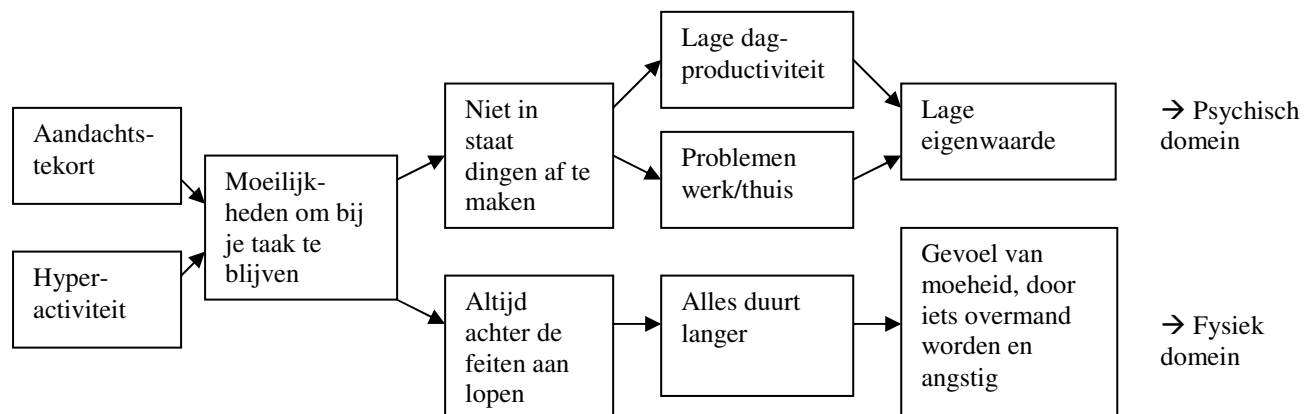 Aandachts-
tekort
Hyper-
activiteit
Moeilijk-
heden om bij
je taak te
blijven
Niet in
staat
dingen af te
maken
Altijd
achter de
feiten aan
lopen
Lage dag-
productiviteit
Problemen
werk/thuis
Alles duurt
langer
Lage
eigenwaarde
Gevoel van
moeheid, door
iets overmand
worden en
angstig
→ Psychisch
domein
→ Fysiek
domein